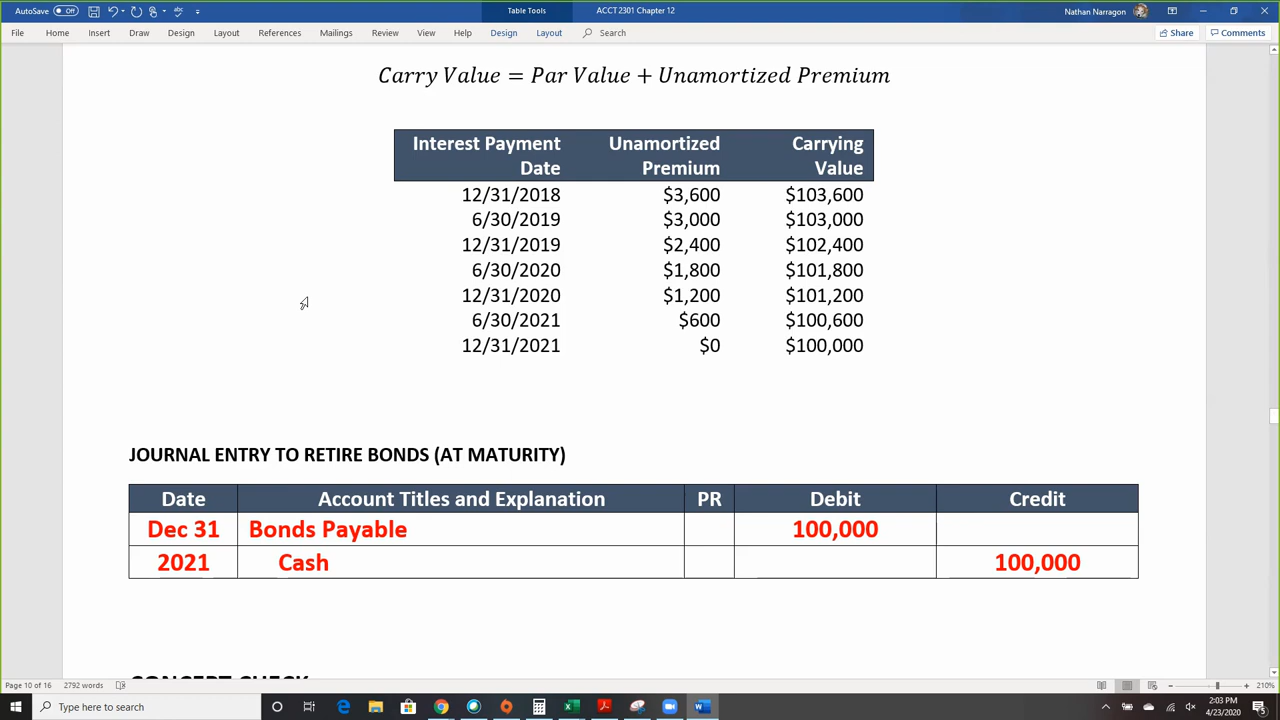 AutoSave Off
Table Tools
ACCT 2301 Chapter 12
Nathan Narragon
File Home Insert Draw Design Layout References Mailings Review View Help Design Layout Search Share Comments
Carry Value = Par Value + Unamortized Premium
Interest Payment Unamortized Carrying
Date Premium Value
12/31/2018 $3,600 $103,600
6/30/2019 $3,000 $103,000
12/31/2019 $2,400 $102,400
6/30/2020 $1,800 $101,800
12/31/2020 $1,200 $101,200
6/30/2021 $600 $100,600
12/31/2021 $0 $100,000
JOURNAL ENTRY TO RETIRE BONDS (AT MATURITY)
Date Account Titles and Explanation PR Debit Credit
Dec 31 Bonds Payable 100,000
2021 Cash 100,000
CONCEPT CHECK
Page 10 of 16 2792 words 210%
Type here to search
2:03 PM
4/23/2020
5